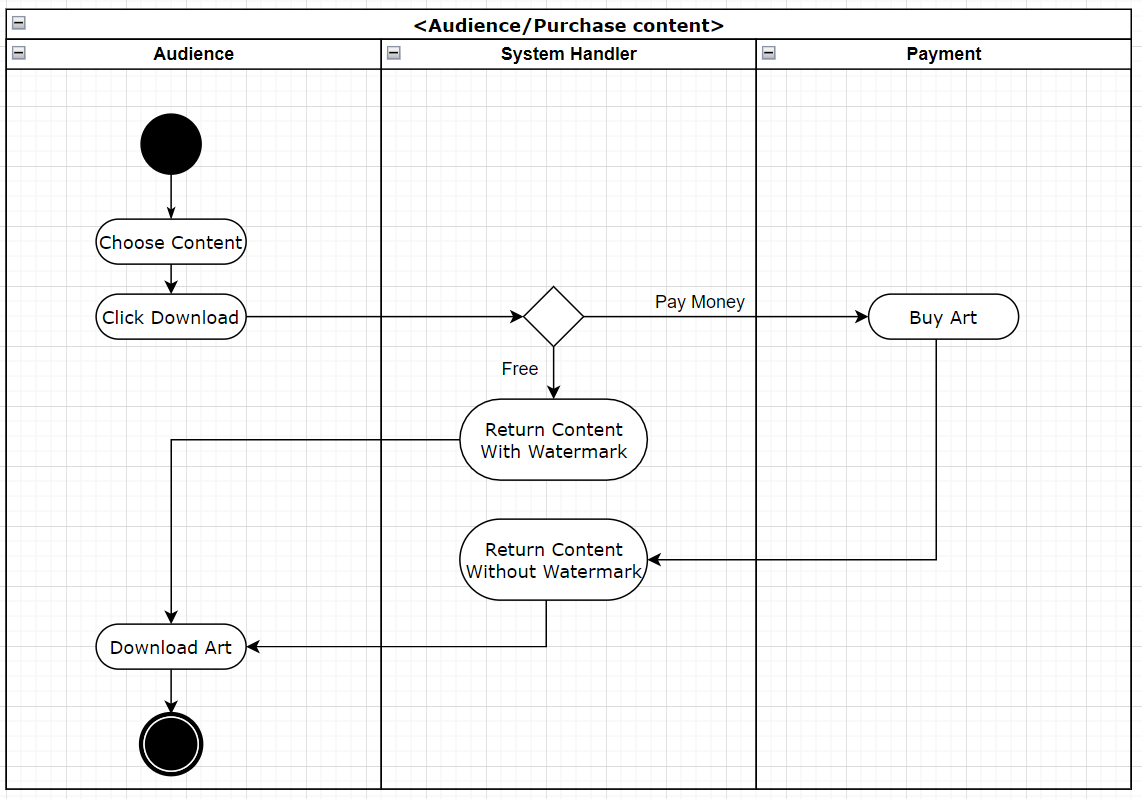 <Audience/Purchase content>
Audience
System Handler
Payment
Choose Content
Click Download
Pay Money
Buy Art
Free
Return Content
With Watermark
Return Content
Without Watermark
Download Art